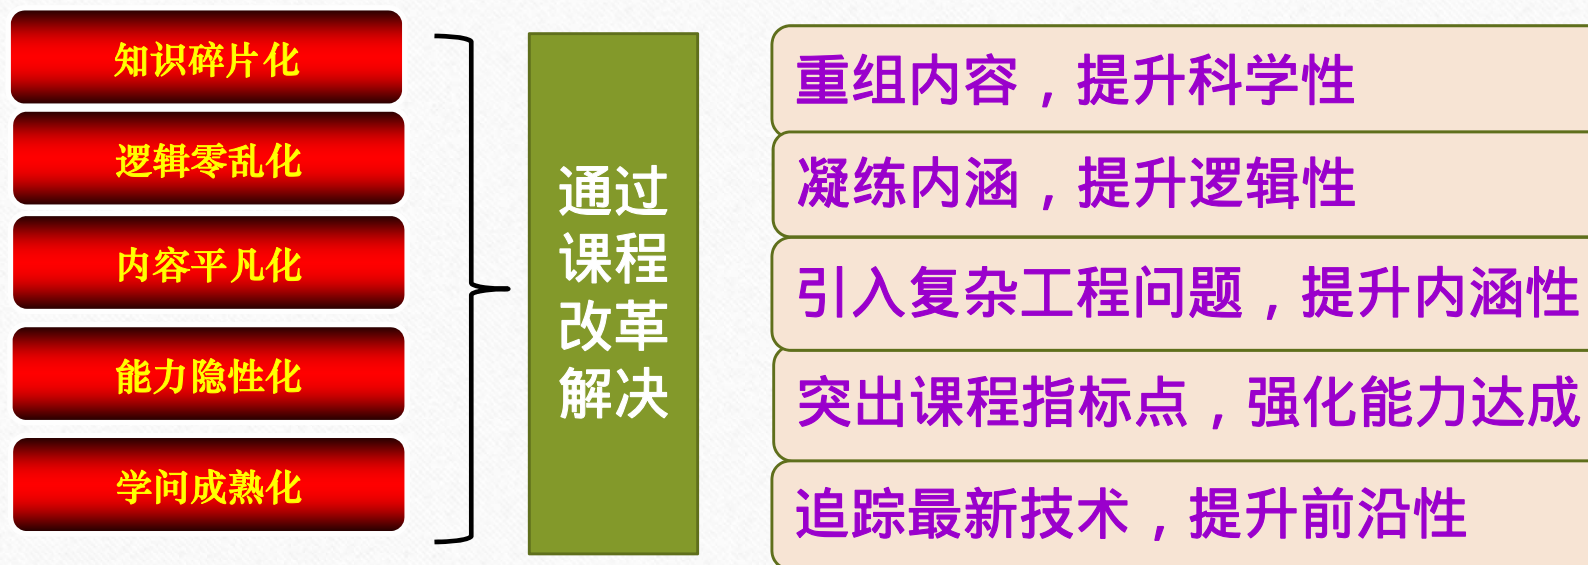 知识碎片化
逻辑零乱化
内容平凡化
能力隐性化
学问成熟化
通过
课程
改革
解决
重组内容，提升科学性
凝练内涵，提升逻辑性
引入复杂工程问题，提升内涵性
突出课程指标点，强化能力达成
追踪最新技术，提升前沿性